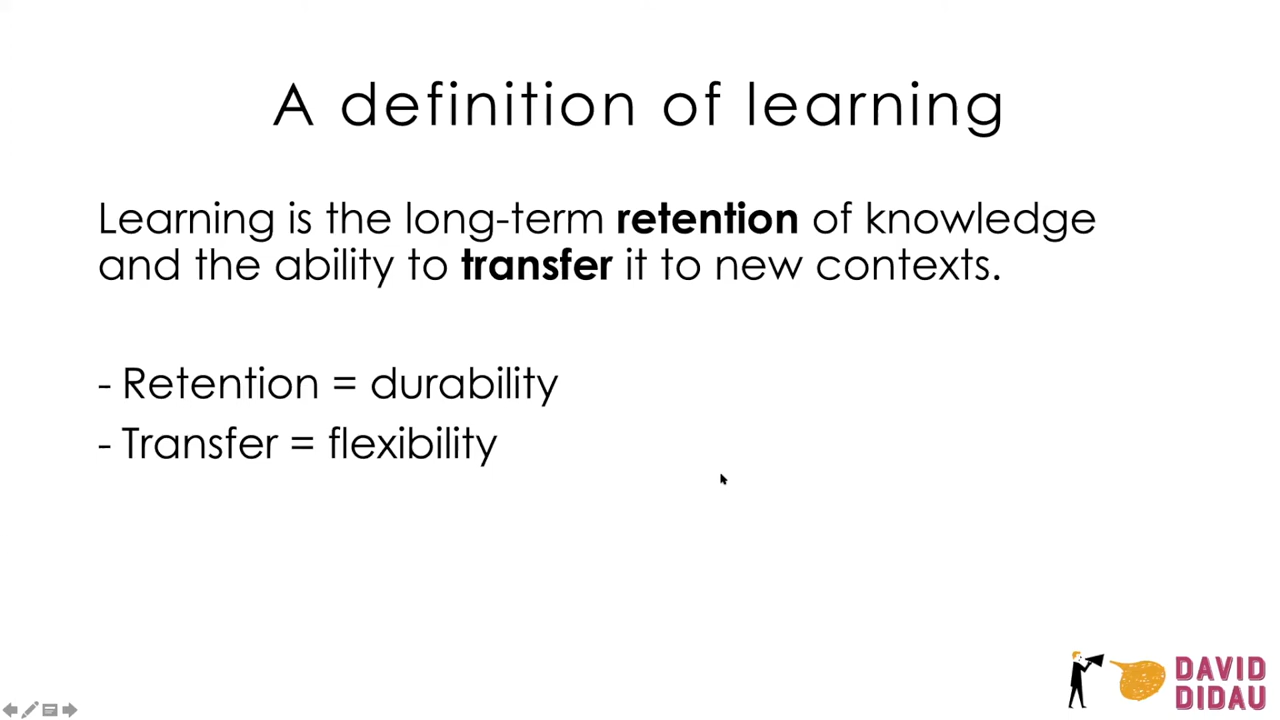 A definition of learning
Learning is the long-term retention of knowledge
and the ability to transfer it to new contexts.
- Retention = durability
- Transfer = flexibility
DAVID
DIDAU